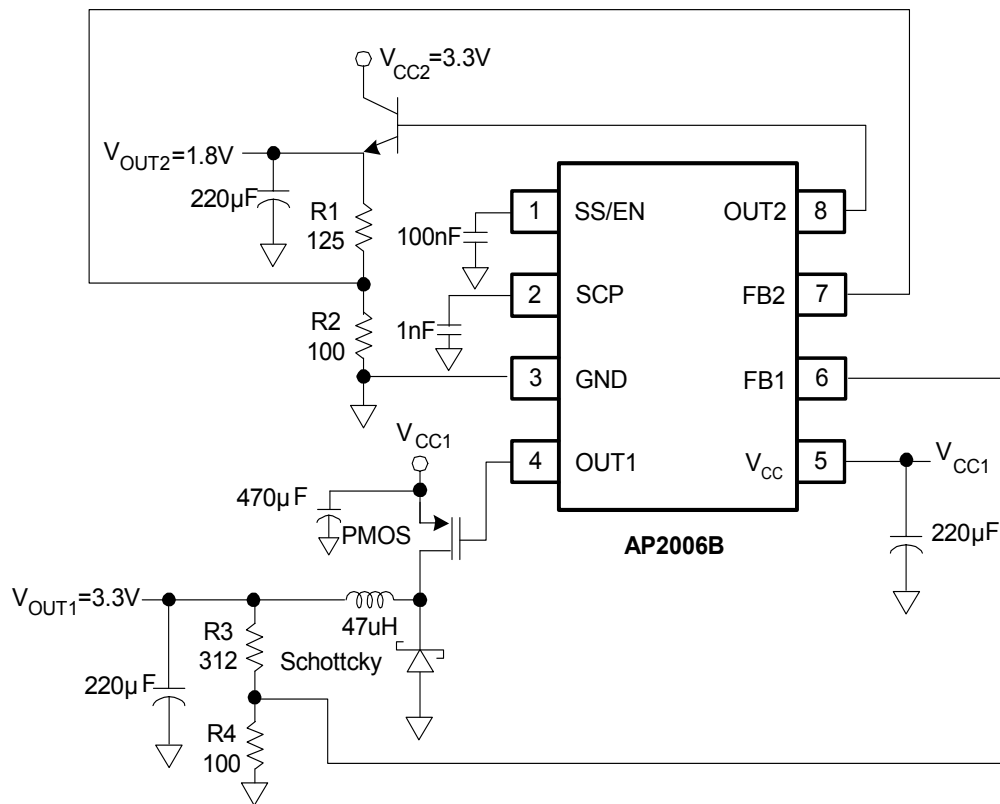 VCC2=3.3V
VOUT2=1.8V
220µF
R1
125
R2
100
100nF
1nF
1
SS/EN
2
SCP
3
GND
4
OUT1
OUT2
8
FB2
7
FB1
6
VCC
5
AP2006B
VCC1
220µF
VCC1
470µF
PMOS
VOUT1=3.3V
47uH
R3
312
Schottcky
220µF
R4
100